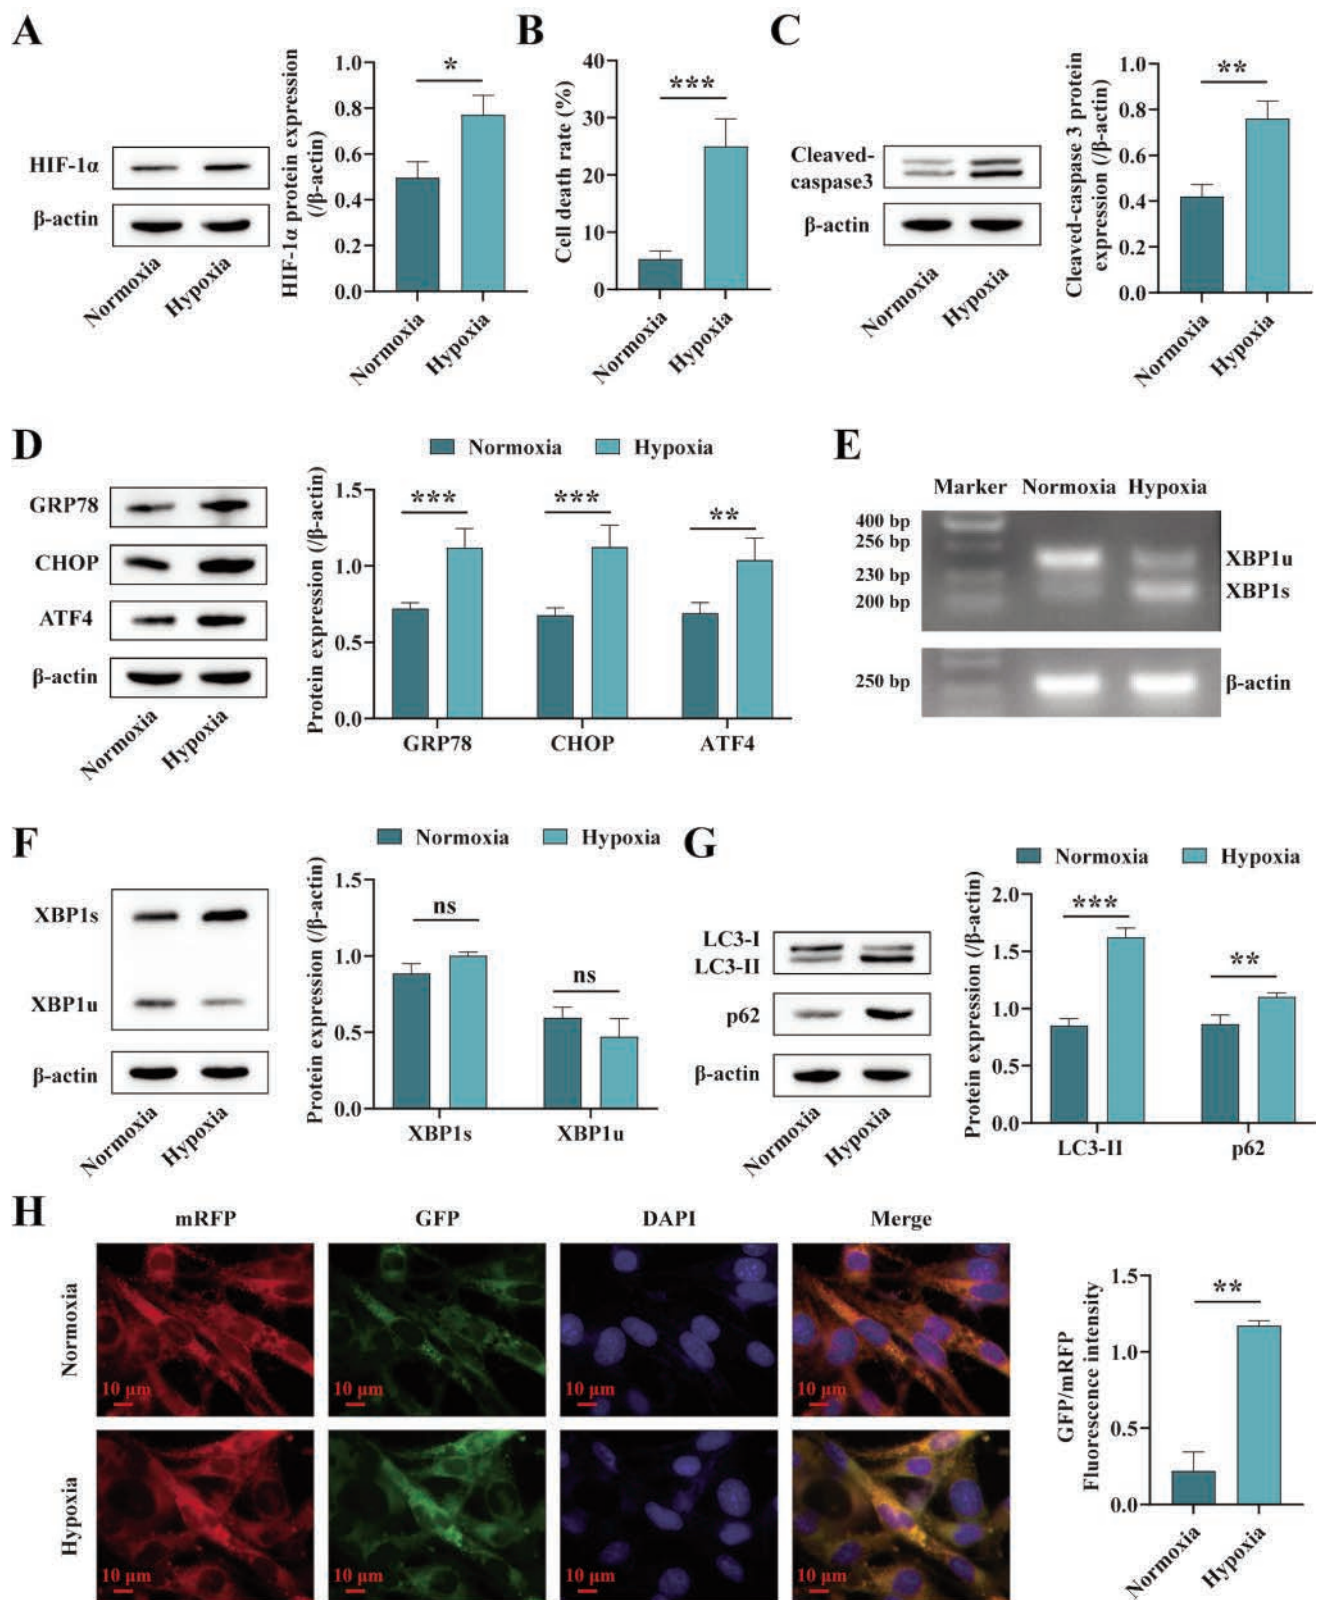 A
HIF-1α
β-actin
Normoxia
Hypoxia
HIF-1α protein expression
(/β-actin)
1.0
0.8
0.6
0.4
0.2
0.0
*
Normoxia
Hypoxia
B
Cell death rate (%)
40
30
20
10
0
***
Normoxia
Hypoxia
C
Cleaved-
caspase3
β-actin
Normoxia
Hypoxia
Cleaved-caspase 3 protein
expression (/β-actin)
1.0
0.8
0.6
0.4
0.2
0.0
**
Normoxia
Hypoxia
D
GRP78
CHOP
ATF4
β-actin
Normoxia
Hypoxia
Normoxia
Hypoxia
Protein expression (/β-actin)
1.5
1.0
0.5
0.0
***
***
**
GRP78
CHOP
ATF4
E
Marker Normoxia Hypoxia
400 bp
256 bp
230 bp
200 bp
XBP1u
XBP1s
250 bp
β-actin
F
XBP1s
XBP1u
β-actin
Normoxia
Hypoxia
Normoxia
Hypoxia
Protein expression (/β-actin)
1.5
1.0
0.5
0.0
ns
ns
XBP1s
XBP1u
G
LC3-I
LC3-II
p62
β-actin
Normoxia
Hypoxia
Normoxia
Hypoxia
Protein expression (/β-actin)
2.0
1.5
1.0
0.5
0.0
***
**
LC3-II
p62
H
mRFP
GFP
DAPI
Merge
Normoxia
10 μm
10 μm
10 μm
10 μm
Hypoxia
10 μm
10 μm
10 μm
10 μm
GFP/mRFP
Fluorescence intensity
1.5
1.0
0.5
0.0
**
Normoxia
Hypoxia